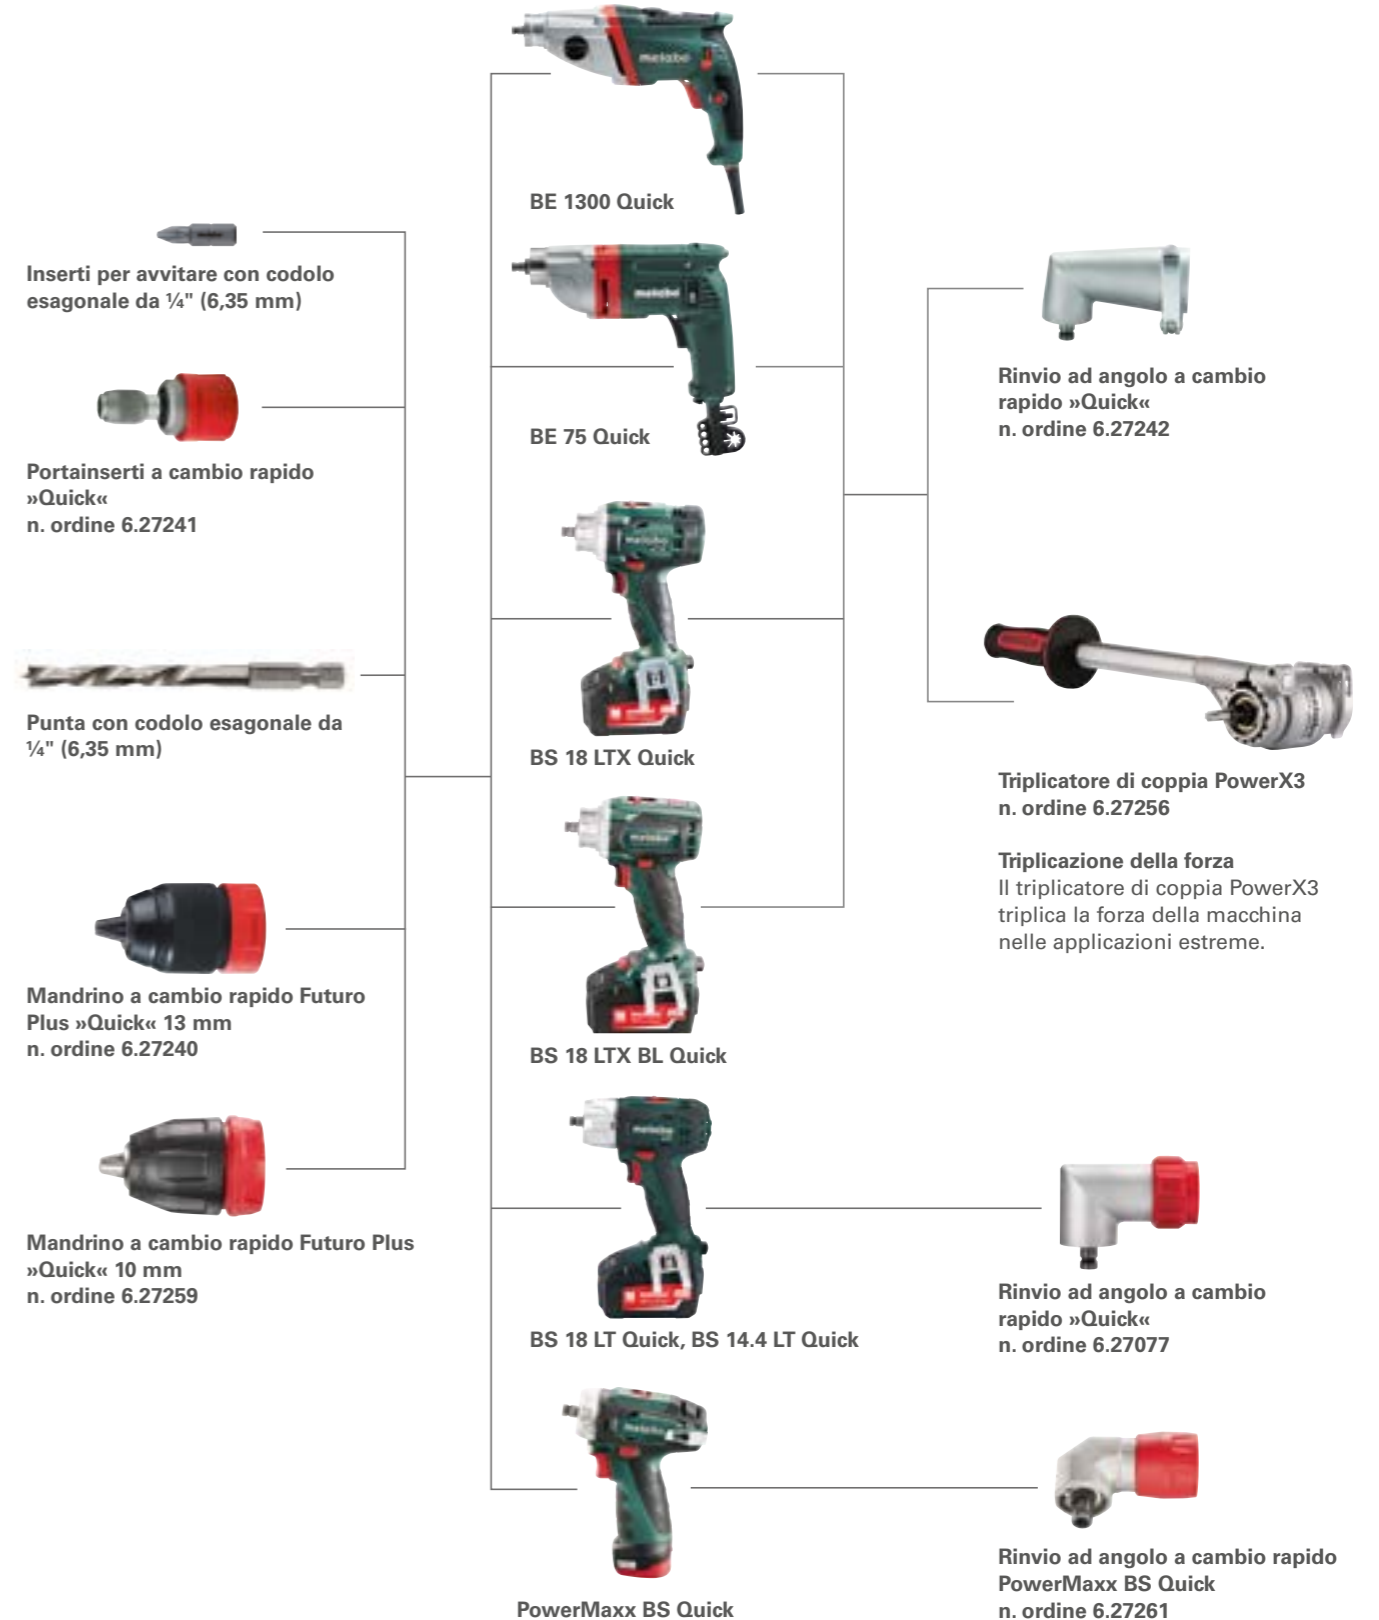 metabo
BE 1300 Quick
Inserti per avvitare con codolo
esagonale da ¼" (6,35 mm)
metabo
BE 75 Quick
Rinvio ad angolo a cambio
rapido »Quick«
n. ordine 6.27242
Portainserti a cambio rapido
»Quick«
n. ordine 6.27241
metabo
BS 18 LTX Quick
Punta con codolo esagonale da
¼" (6,35 mm)
Triplicatore di coppia PowerX3
n. ordine 6.27256
Triplicazione della forza
Il triplicatore di coppia PowerX3
triplica la forza della macchina
nelle applicazioni estreme.
metabo
BS 18 LTX BL Quick
Mandrino a cambio rapido Futuro
Plus »Quick« 13 mm
n. ordine 6.27240
metabo
BS 18 LT Quick, BS 14.4 LT Quick
Mandrino a cambio rapido Futuro Plus
»Quick« 10 mm
n. ordine 6.27259
Rinvio ad angolo a cambio
rapido »Quick«
n. ordine 6.27077
metabo
PowerMaxx BS Quick
Rinvio ad angolo a cambio rapido
PowerMaxx BS Quick
n. ordine 6.27261